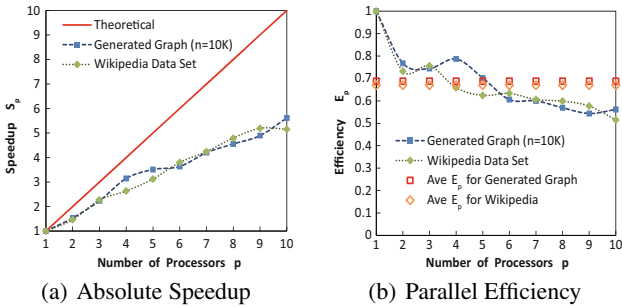 10
9
8
7
6
5
4
3
2
1
Speedup Sp
Theoretical
Generated Graph (n=10K)
Wikipedia Data Set
1 2 3 4 5 6 7 8 9 10
Number of Processors p
(a) Absolute Speedup
1
0.9
0.8
0.7
0.6
0.5
0.4
0.3
0.2
0.1
0
Efficiency Ep
Generated Graph (n=10K)
Wikipedia Data Set
Ave Ep for Generated Graph
Ave Ep for Wikipedia
1 2 3 4 5 6 7 8 9 10
Number of Processors p
(b) Parallel Efficiency